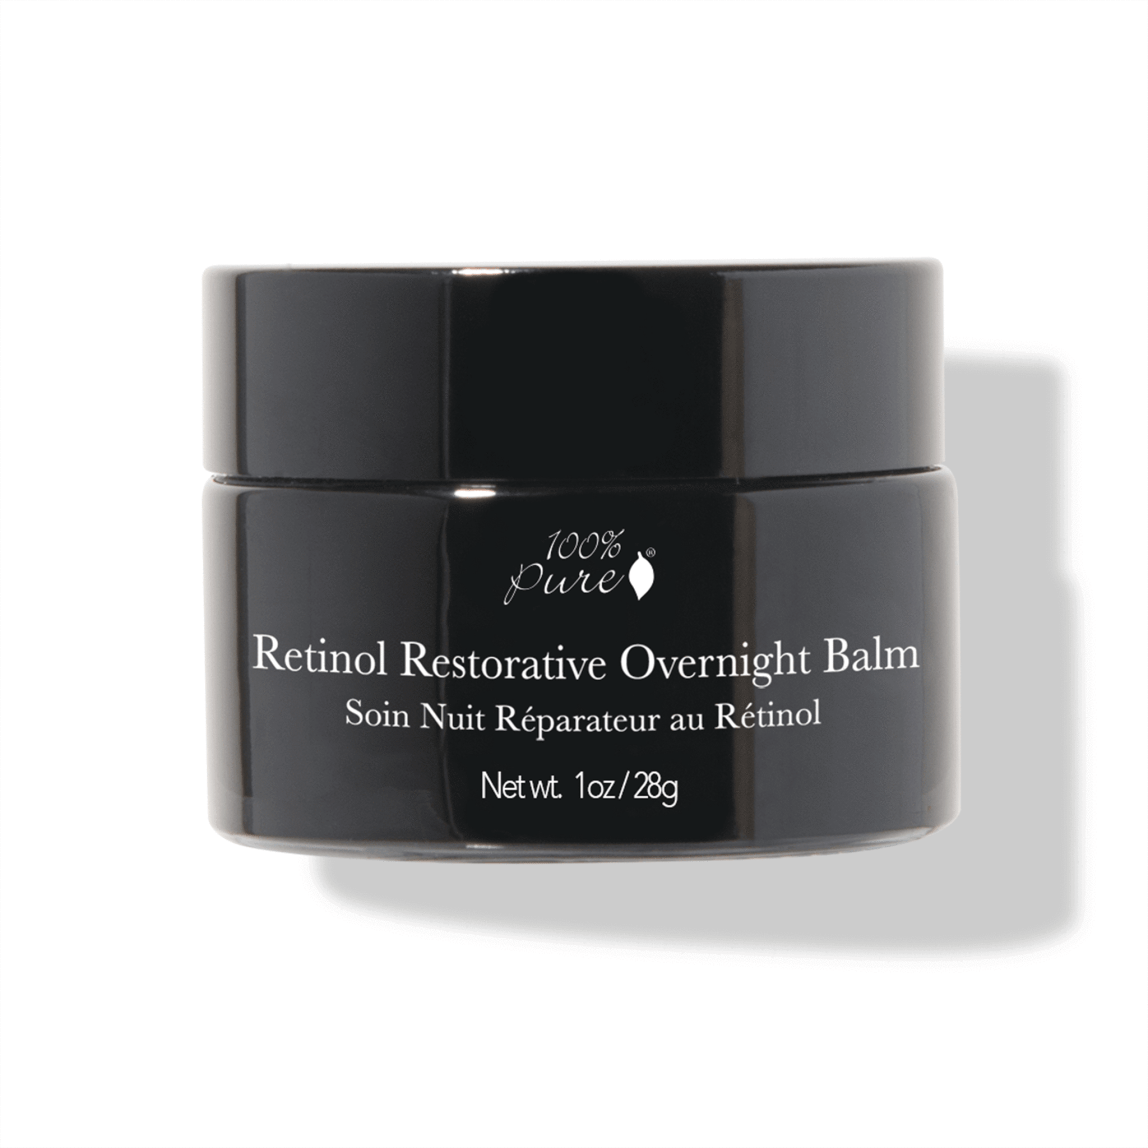 100%
Pure®
Retinol Restorative Overnight Balm
Soin Nuit Réparateur au Rétinol
Net wt. 1oz / 28g